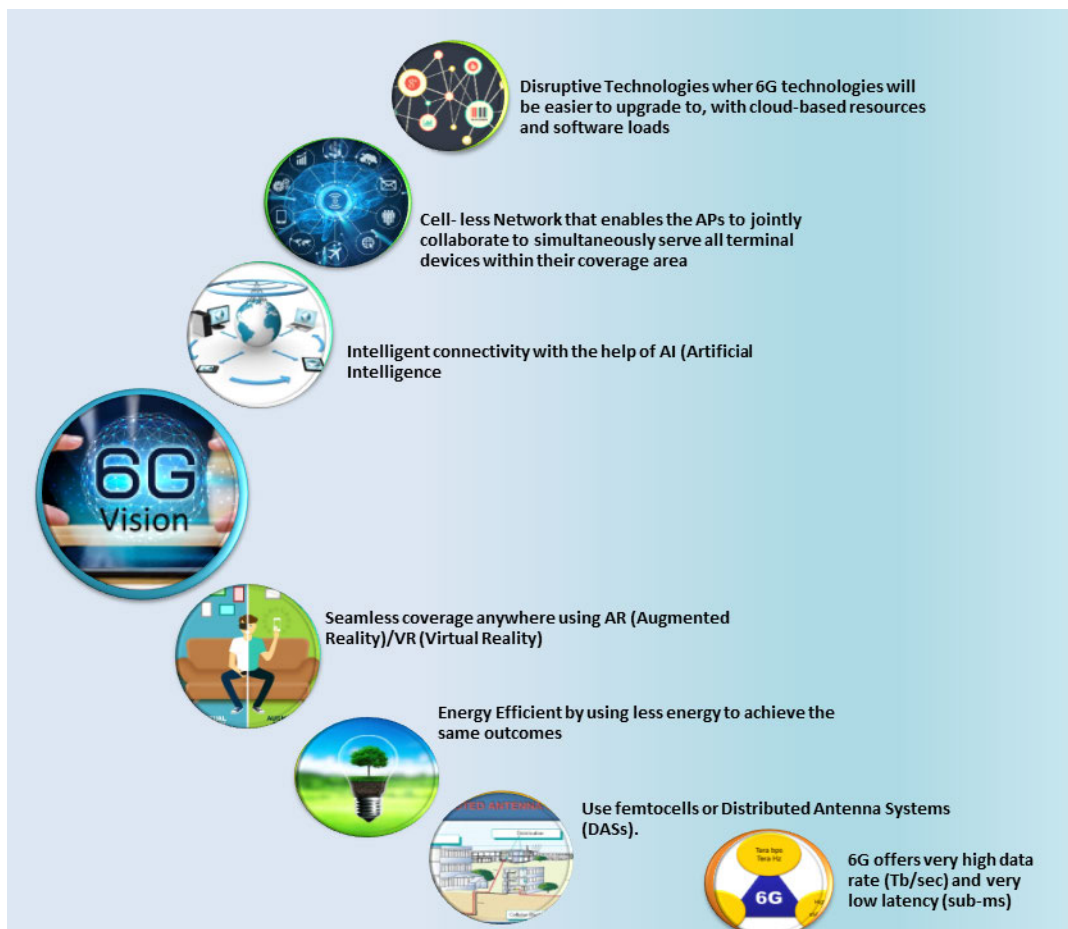 Disruptive Technologies wher 6G technologies will
be easier to upgrade to, with cloud-based resources
and software loads
Cell- less Network that enables the APs to jointly
collaborate to simultaneously serve all terminal
devices within their coverage area
Intelligent connectivity with the help of AI (Artificial
Intelligence
6G
Vision
Seamless coverage anywhere using AR (Augmented
Reality)/VR (Virtual Reality)
Energy Efficient by using less energy to achieve the
same outcomes
Use femtocells or Distributed Antenna Systems
(DASs).
Tera bps
Tera Hz
6G
6G offers very high data
rate (Tb/sec) and very
low latency (sub-ms)